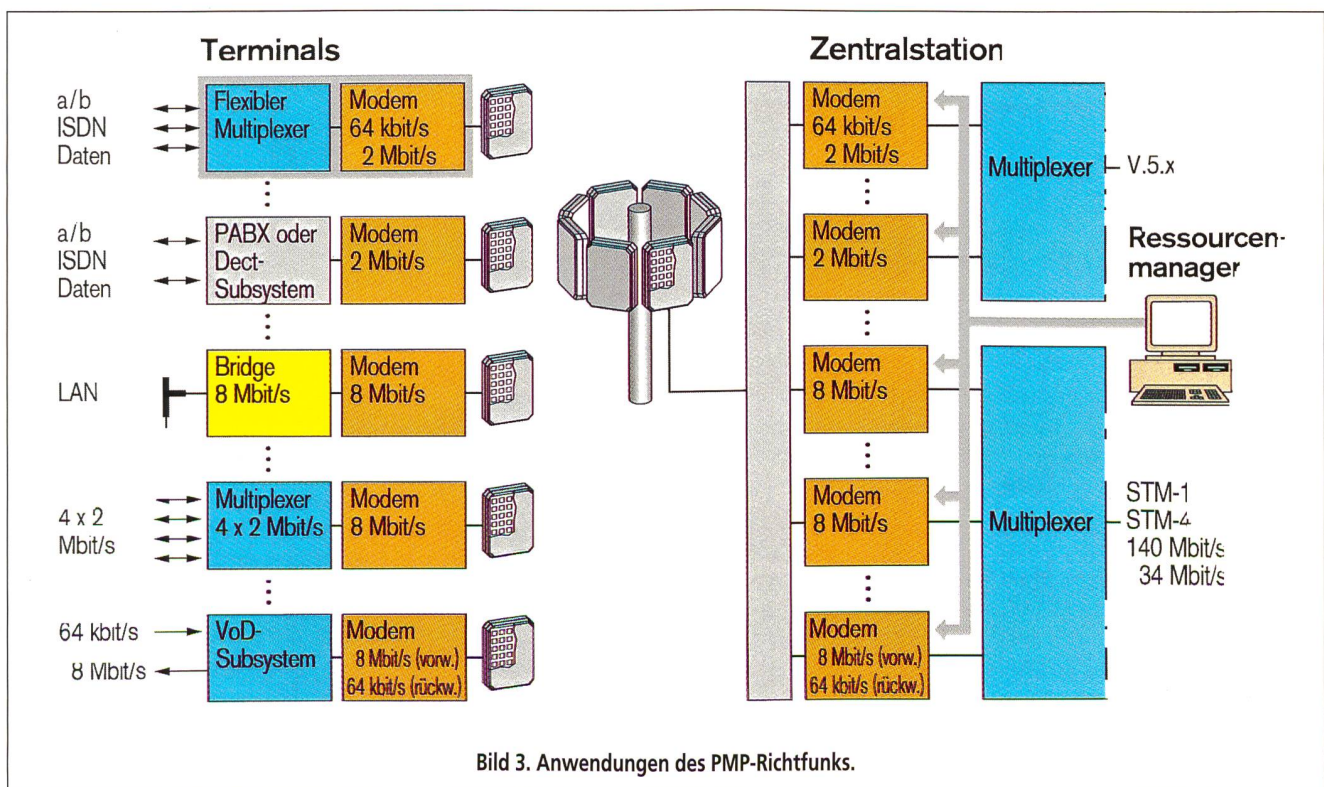 Terminals
a/b
ISDN
Daten
Flexibler
Multiplexer
Modem
64 kbit/s
2 Mbit/s
a/b
ISDN
Daten
PABX oder
Dect-
Subsystem
Modem
2 Mbit/s
LAN
Bridge
8 Mbit/s
Modem
8 Mbit/s
4 x 2
Mbit/s
Multiplexer
4 x 2 Mbit/s
Modem
8 Mbit/s
64 kbit/s
8 Mbit/s
VoD-
Subsystem
Modem
8 Mbit/s (vorw.)
64 kbit/s (rückw.)
Zentralstation
Modem
64 kbit/s
2 Mbit/s
Modem
2 Mbit/s
Modem
8 Mbit/s
Modem
8 Mbit/s
Modem
8 Mbit/s (vorw.)
64 kbit/s (rückw.)
Multiplexer
V.5.x
Ressourcen-
manager
Multiplexer
STM-1
STM-4
140 Mbit/s
34 Mbit/s
Bild 3. Anwendungen des PMP-Richtfunks.